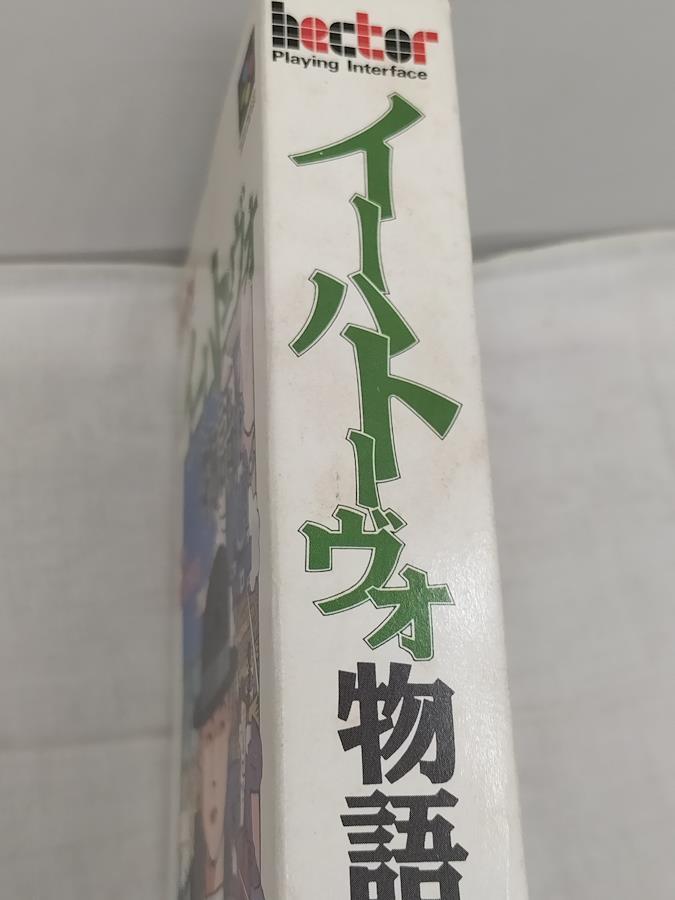 hector
Playing Interface
イーハトーヴォ
物語